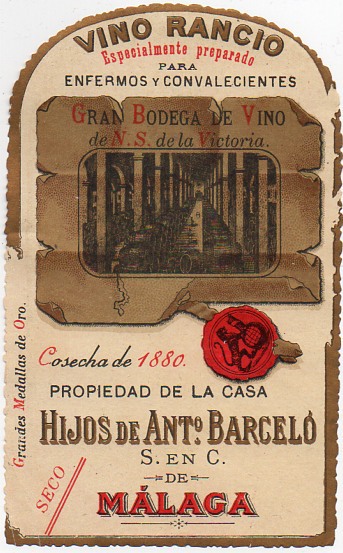 VINO RANCIO
Especialmente preparado
PARA
ENFERMOS Y CONVALECIENTES
GRAN BODEGA DE VINO
de N. S. de la Victoria.
Grandes Medallas de Oro.
Cosecha de 1880.
PROPIEDAD DE LA CASA
HIJOS DE ANTº. BARCELÓ
S. EN C.
DE
SECO
MÁLAGA